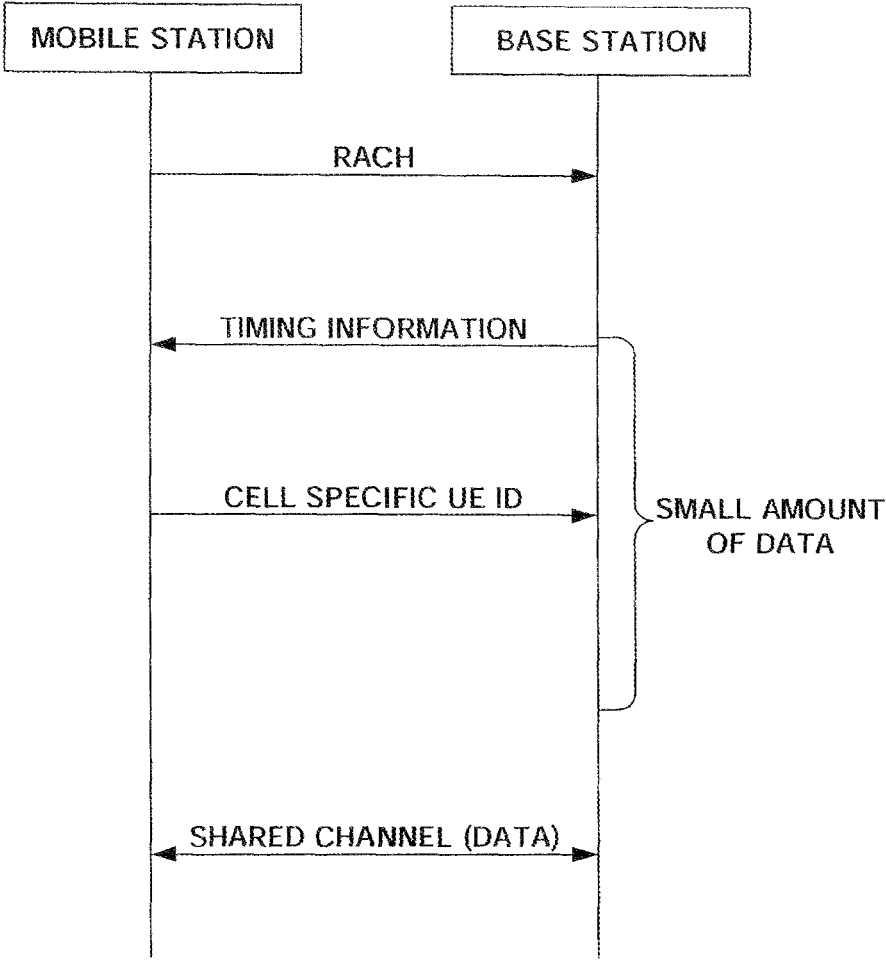 MOBILE STATION
BASE STATION
RACH
TIMING INFORMATION
CELL SPECIFIC UE ID
SMALL AMOUNT
OF DATA
SHARED CHANNEL (DATA)